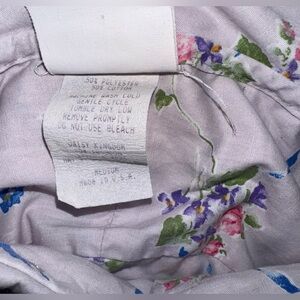 50% POLYESTER
50% COTTON
MACHINE WASH COLD
GENTLE CYCLE
TUMBLE DRY LOW
REMOVE PROMPTLY
DO NOT USE BLEACH
DAISY KINGDOM
MEDIUM
MADE IN U.S.A.